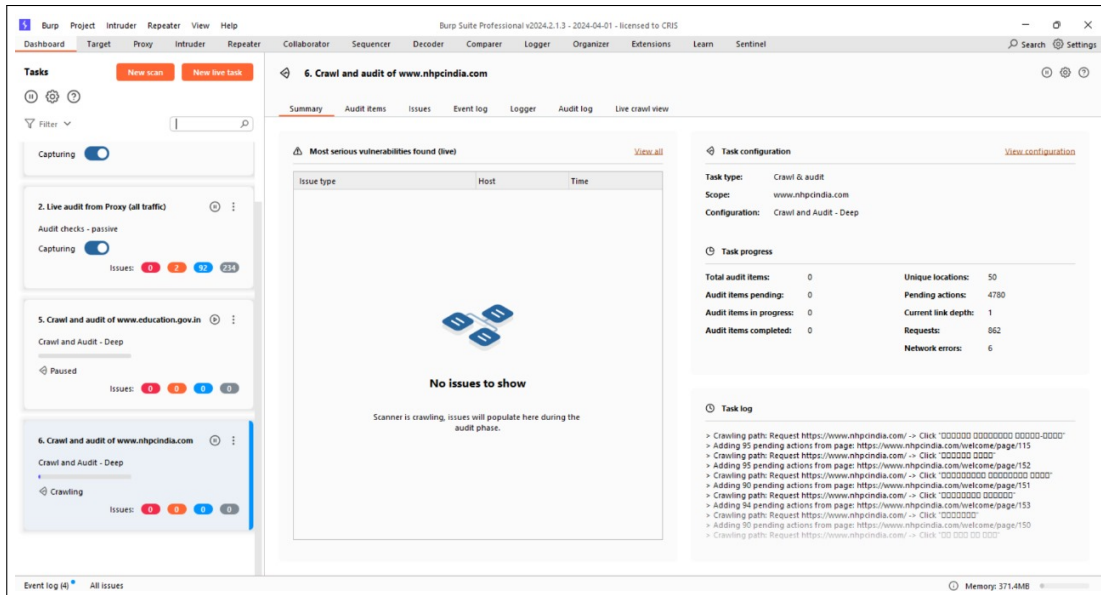 Burp Project Intruder Repeater View Help
Burp Suite Professional v2024.2.1.3 - 2024-04-01 - licensed to CRIS
Dashboard Target Proxy Intruder Repeater Collaborator Sequencer Decoder Comparer Logger Organizer Extensions Learn Sentinel
Search Settings
Tasks
New scan New live task
Filter
Capturing
2. Live audit from Proxy (all traffic)
Audit checks - passive
Capturing
Issues: 0 2 92 234
5. Crawl and audit of www.education.gov.in
Crawl and Audit - Deep
Paused
Issues: 0 0 0 0
6. Crawl and audit of www.nhpcindia.com
Crawl and Audit - Deep
Crawling
Issues: 0 0 0 0
6. Crawl and audit of www.nhpcindia.com
Summary Audit items Issues Event log Logger Audit log Live crawl view
Most serious vulnerabilities found (live) View all
Issue type Host Time
No issues to show
Scanner is crawling, issues will populate here during the
audit phase.
Task configuration View configuration
Task type: Crawl & audit
Scope: www.nhpcindia.com
Configuration: Crawl and Audit - Deep
Task progress
Total audit items: 0 Unique locations: 50
Audit items pending: 0 Pending actions: 4780
Audit items in progress: 0 Current link depth: 1
Audit items completed: 0 Requests: 862
Network errors: 6
Task log
> Crawling path: Request https://www.nhpcindia.com/ -> Click "□□□□□□ □□□□□□□□ □□□□□-□□□□"
> Adding 95 pending actions from page: https://www.nhpcindia.com/welcome/page/115
> Crawling path: Request https://www.nhpcindia.com/ -> Click "□□□□□□ □□□□"
> Adding 95 pending actions from page: https://www.nhpcindia.com/welcome/page/152
> Crawling path: Request https://www.nhpcindia.com/ -> Click "□□□□□□□□□ □□□□□□□□ □□□□"
> Adding 90 pending actions from page: https://www.nhpcindia.com/welcome/page/151
> Crawling path: Request https://www.nhpcindia.com/ -> Click "□□□□□□□□ □□□□□□"
> Adding 94 pending actions from page: https://www.nhpcindia.com/welcome/page/153
> Crawling path: Request https://www.nhpcindia.com/ -> Click "□□□□□□□"
> Adding 90 pending actions from page: https://www.nhpcindia.com/welcome/page/150
> Crawling path: Request https://www.nhpcindia.com/ -> Click "□□ □□□ □□ □□□"
Event log (4) All issues
Memory: 371.4MB